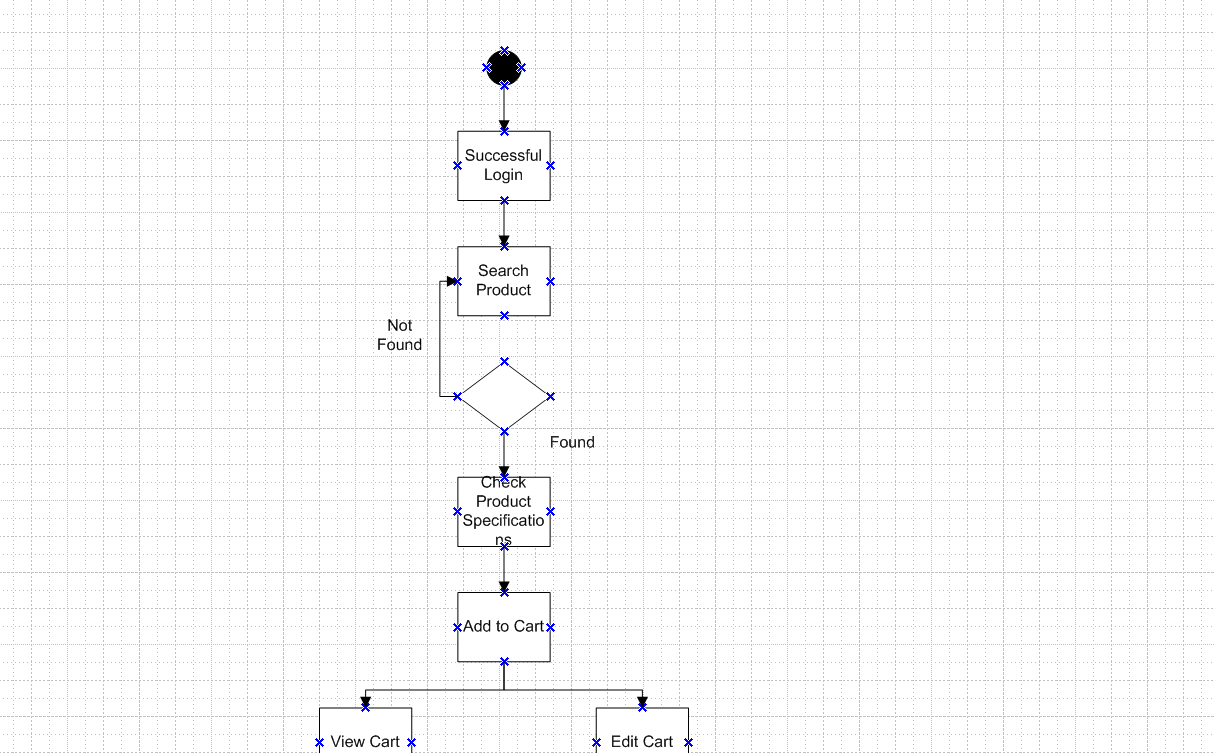 Successful
Login
Search
Product
Not
Found
Found
Check
Product
Specificatio
ns
Add to Cart
View Cart
Edit Cart